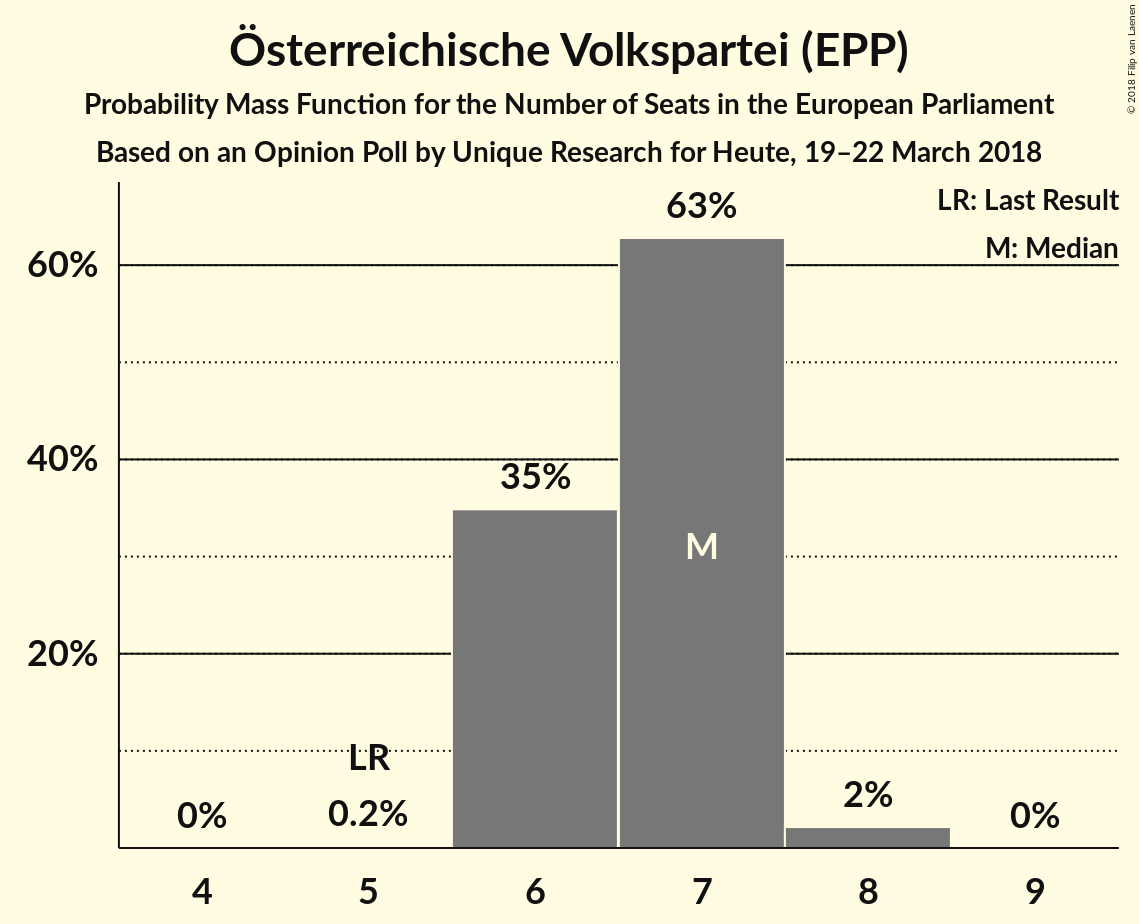 Österreichische Volkspartei (EPP)
Probability Mass Function for the Number of Seats in the European Parliament
Based on an Opinion Poll by Unique Research for Heute, 19–22 March 2018
© 2018 Filip van Laenen
LR: Last Result
M: Median
60%
40%
20%
0%
LR
0.2%
35%
63%
M
2%
0%
4 5 6 7 8 9